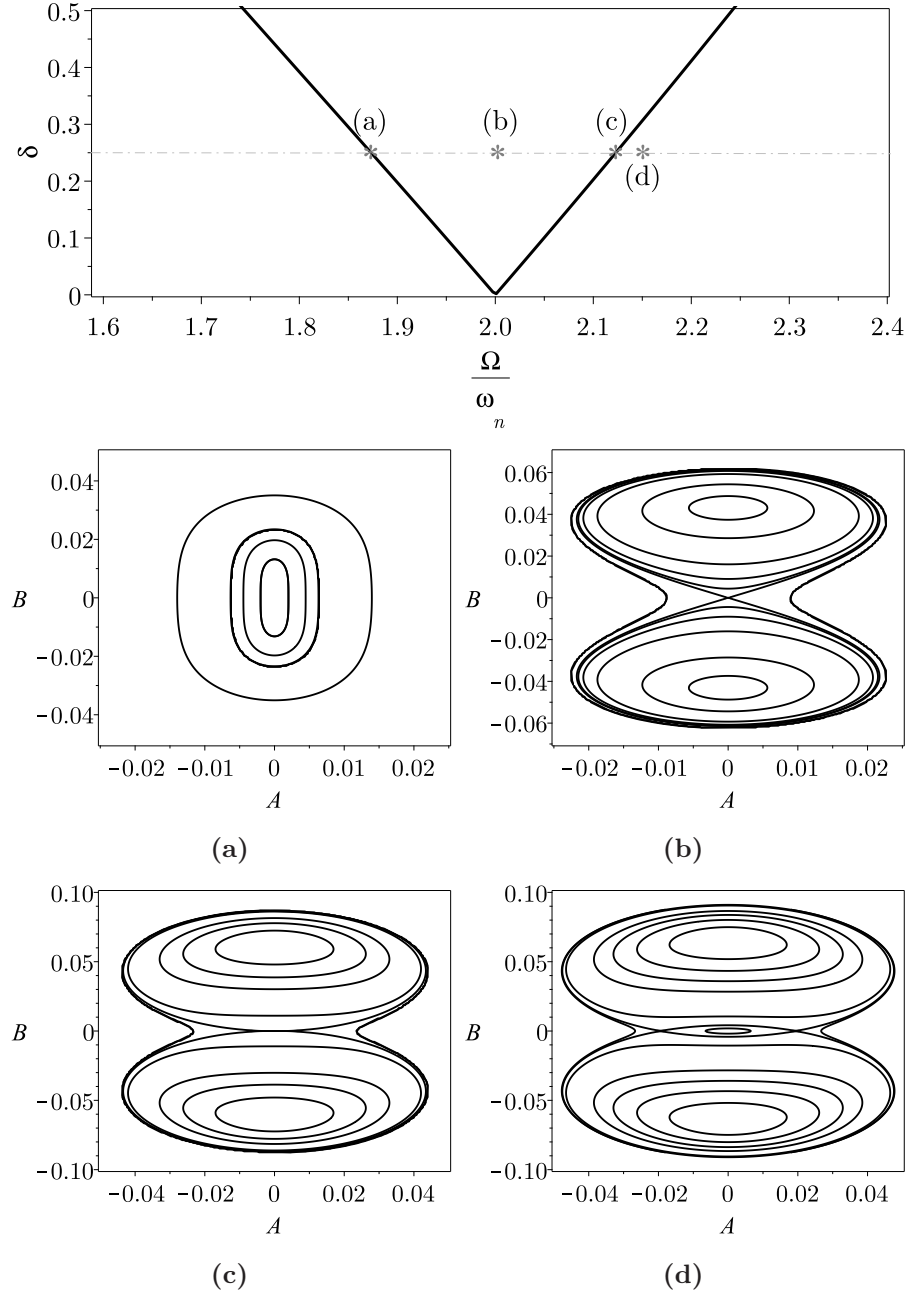 0.5
0.4
(a)
(b)
(c)
0.3
δ
0.2
(d)
0.1
0
1.6 1.7 1.8 1.9 2.0 2.1 2.2 2.3 2.4
Ω
ω_n
0.04
0.02
B 0
−0.02
−0.04
−0.02 −0.01 0 0.01 0.02
A
(a)
0.06
0.04
0.02
B 0
−0.02
−0.04
−0.06
−0.02 −0.01 0 0.01 0.02
A
(b)
0.10
0.05
B 0
−0.05
−0.10
−0.04 −0.02 0 0.02 0.04
A
(c)
0.10
0.05
B 0
−0.05
−0.10
−0.04 −0.02 0 0.02 0.04
A
(d)